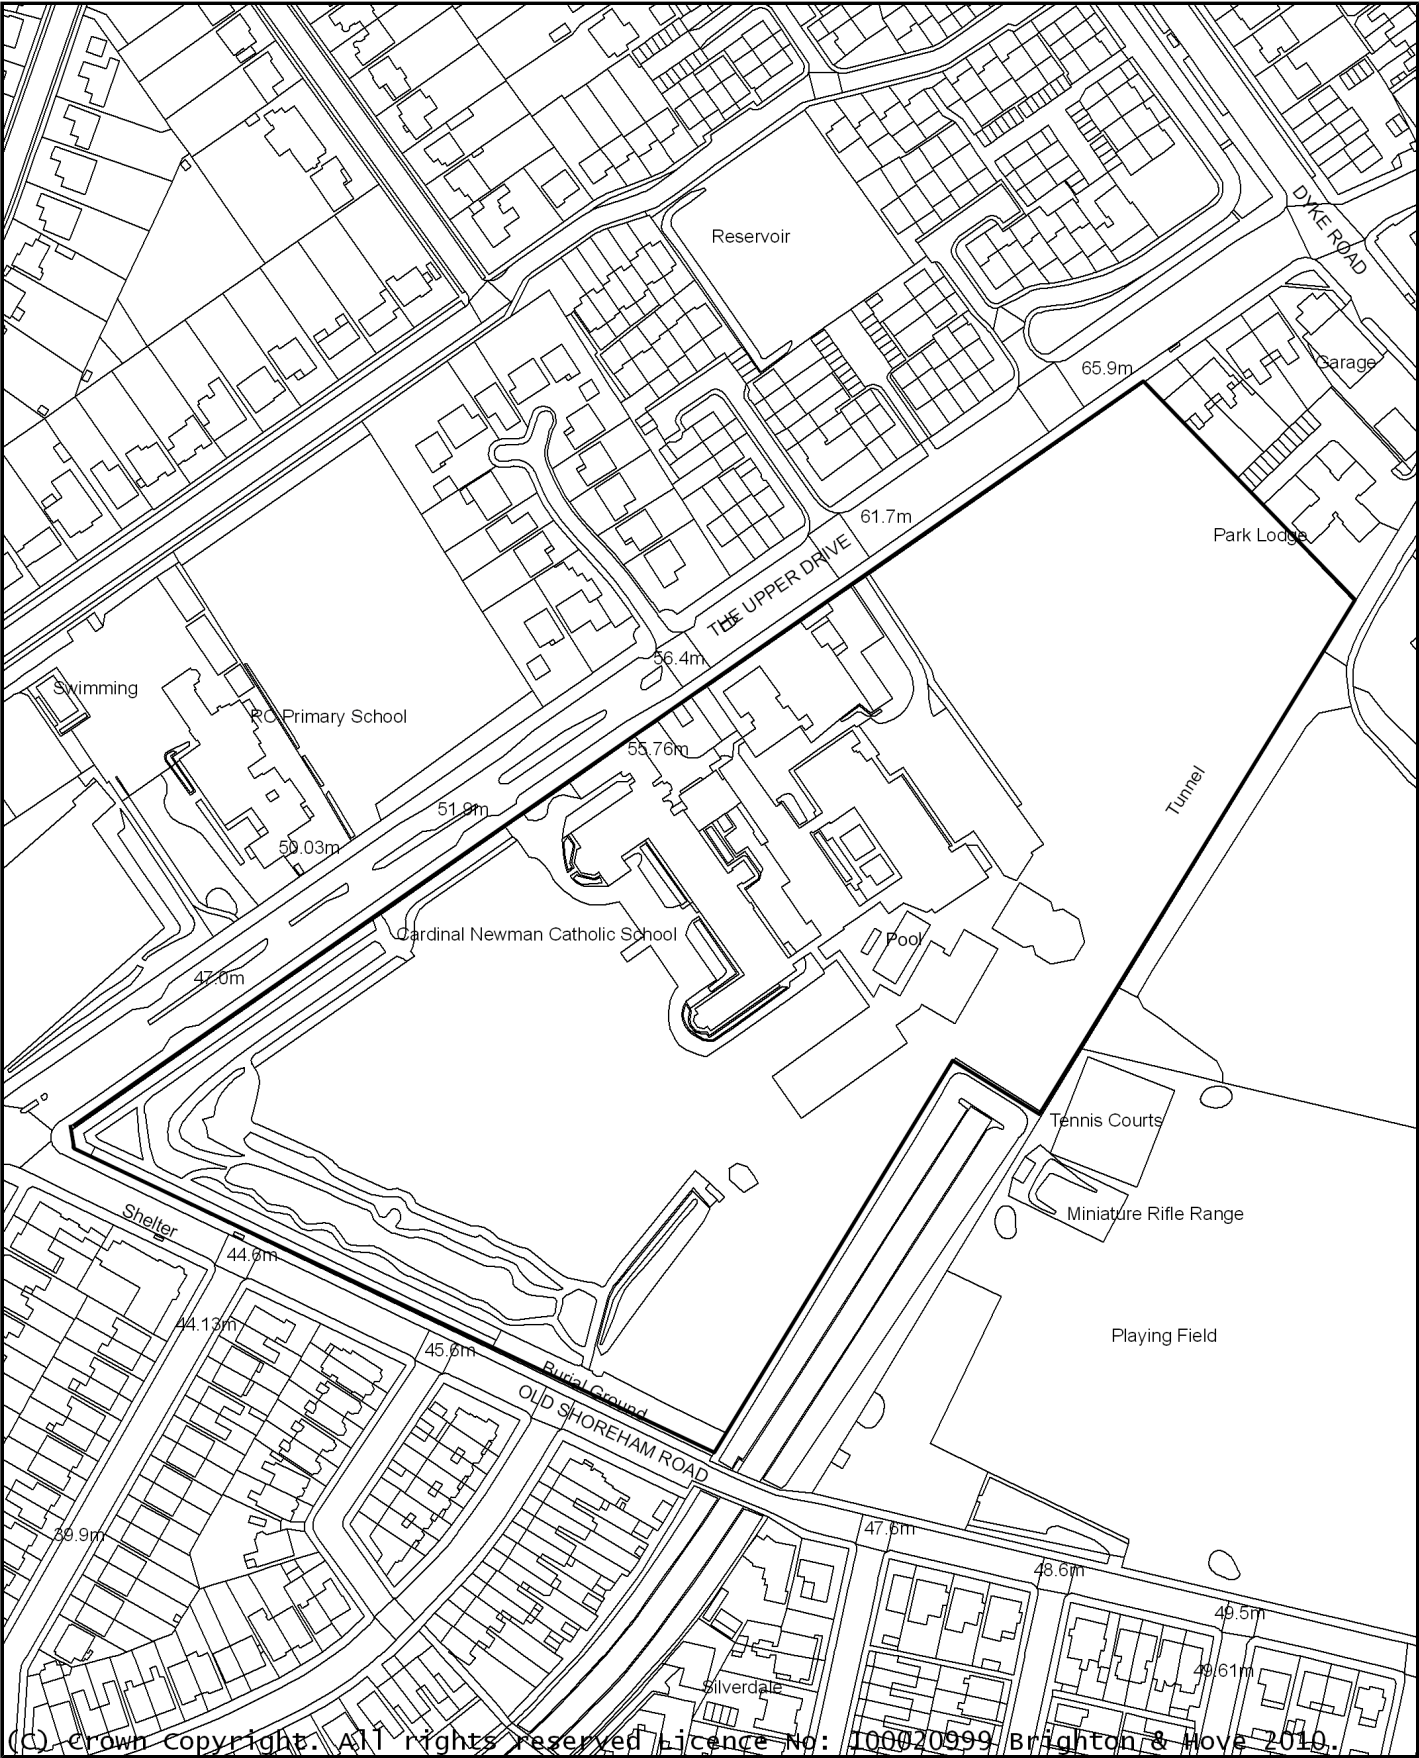 Reservoir
DYKE ROAD
Garage
65.9m
61.7m
Park Lodge
THE UPPER DRIVE
56.4m
Swimming
RC Primary School
55.76m
Tunnel
51.9m
50.03m
Cardinal Newman Catholic School
Pool
47.0m
Tennis Courts
Shelter
Miniature Rifle Range
44.6m
44.13m
45.6m
Playing Field
Burial Ground
OLD SHOREHAM ROAD
39.9m
47.6m
48.6m
49.5m
49.61m
Silverdale
(C) Crown Copyright. All rights reserved Licence No: 100020999 Brighton & Hove 2010.